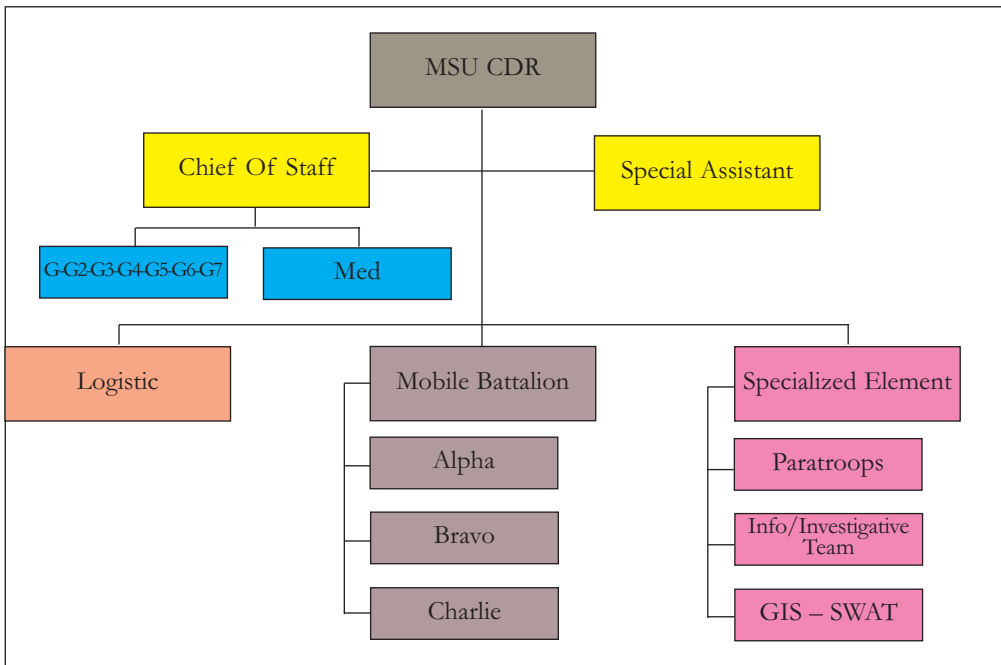 MSU CDR
Chief Of Staff
Special Assistant
G-G2-G3-G4-G5-G6-G7
Med
Logistic
Mobile Battalion
Specialized Element
Alpha
Paratroops
Bravo
Info/Investigative
Team
Charlie
GIS – SWAT